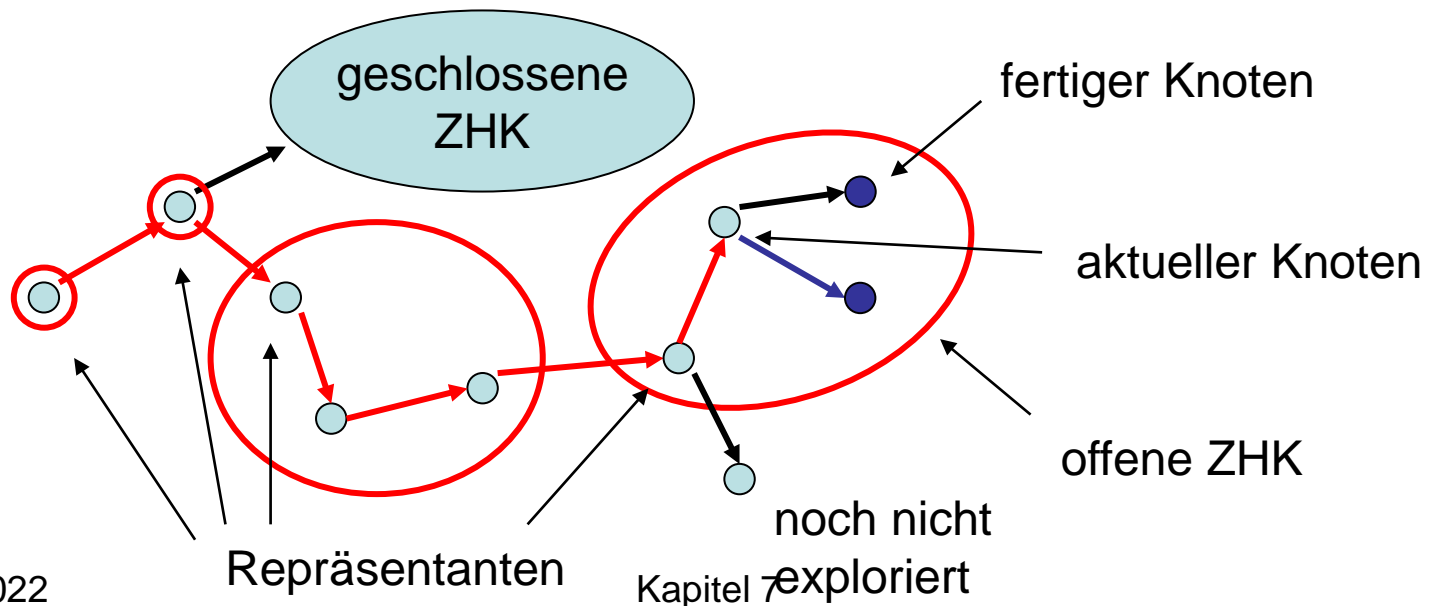 geschlossene
ZHK
fertiger Knoten
aktueller Knoten
offene ZHK
noch nicht
exploriert
Repräsentanten
022
Kapitel 7